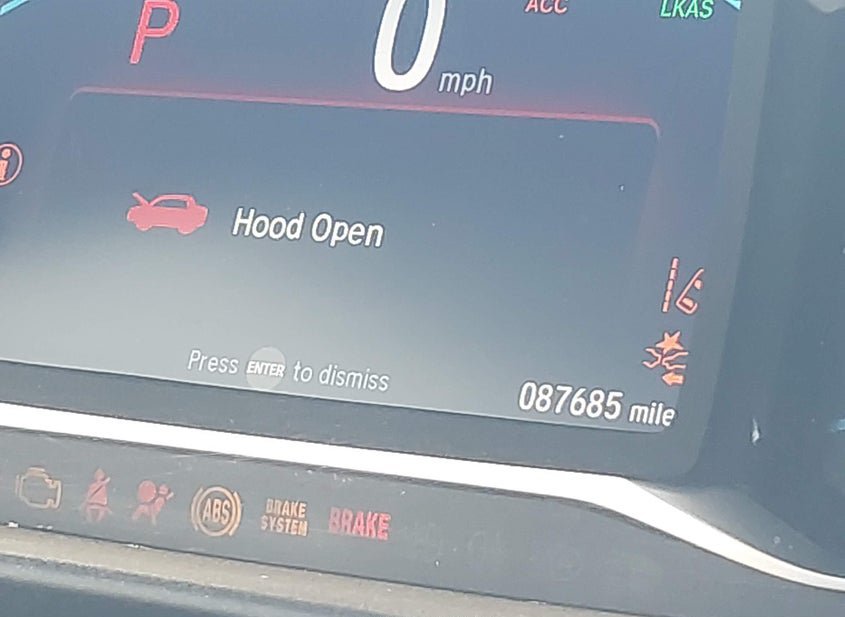 ACC
LKAS
P
0 mph
Hood Open
Press ENTER to dismiss
087685 mile
ABS
BRAKE
SYSTEM
BRAKE